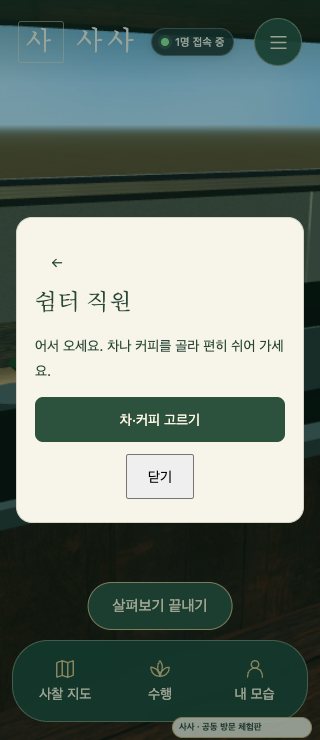 사 사사
1명 접속 중
←
쉼터 직원
어서 오세요. 차나 커피를 골라 편히 쉬어 가세
요.
차·커피 고르기
닫기
살펴보기 끝내기
사찰 지도 수행 내 모습
사사 · 공동 방문 체험판